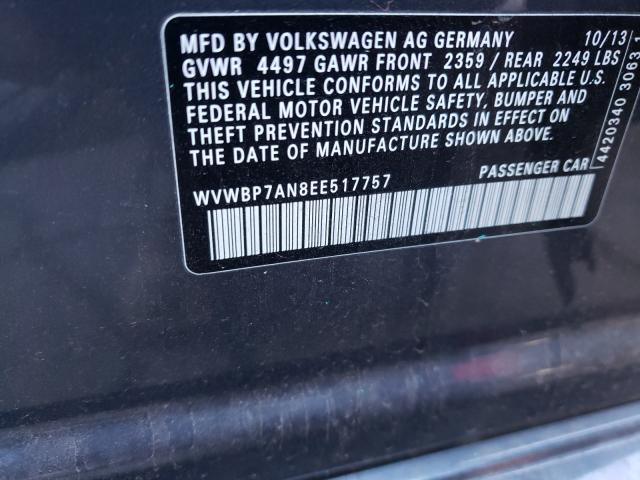 MFD BY VOLKSWAGEN AG GERMANY 10/13
GVWR 4497 GAWR FRONT 2359 / REAR 2249 LBS
THIS VEHICLE CONFORMS TO ALL APPLICABLE U.S.
FEDERAL MOTOR VEHICLE SAFETY, BUMPER AND
THEFT PREVENTION STANDARDS IN EFFECT ON
THE DATE OF MANUFACTURE SHOWN ABOVE.
WVWBP7AN8EE517757 PASSENGER CAR
4420340 3063 1